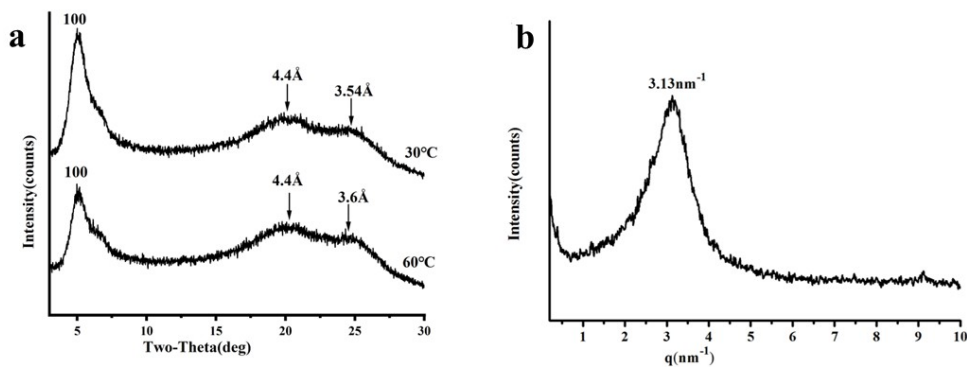 a
100
4.4Å
3.54Å
30°C
100
4.4Å
3.6Å
60°C
Intensity(counts)
5
10
15
20
25
30
Two-Theta(deg)
b
3.13nm⁻¹
Intensity(counts)
1
2
3
4
5
6
7
8
9
10
q(nm⁻¹)